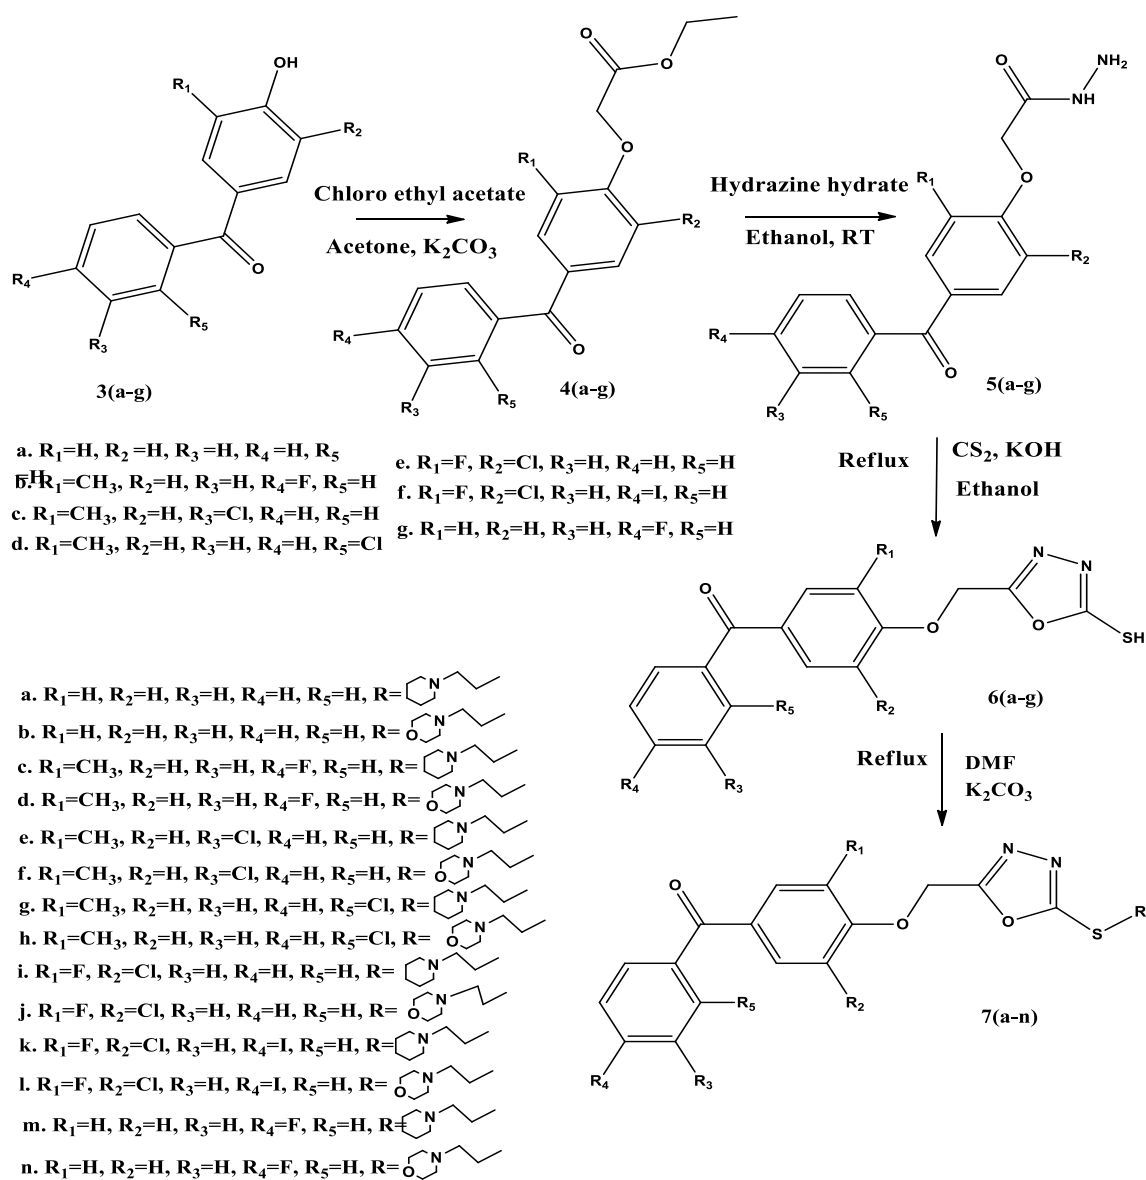 O
O
OH
R1
R2
O
R4
R5
R3
3(a-g)
Chloro ethyl acetate
Acetone, K2CO3
R1
O
R2
R4
O
R3
R5
4(a-g)
Hydrazine hydrate
Ethanol, RT
O
NH2
NH
O
R1
R2
R4
O
R3
R5
5(a-g)
a. R1=H, R2=H, R3=H, R4=H, R5
=H
b. R1=CH3, R2=H, R3=H, R4=F, R5=H
c. R1=CH3, R2=H, R3=Cl, R4=H, R5=H
d. R1=CH3, R2=H, R3=H, R4=H, R5=Cl
e. R1=F, R2=Cl, R3=H, R4=H, R5=H
f. R1=F, R2=Cl, R3=H, R4=I, R5=H
g. R1=H, R2=H, R3=H, R4=F, R5=H
Reflux
CS2, KOH
Ethanol
O
R1
N
N
O
O
SH
R5
R2
R4
R3
6(a-g)
Reflux
DMF
K2CO3
a. R1=H, R2=H, R3=H, R4=H, R5=H, R= N
b. R1=H, R2=H, R3=H, R4=H, R5=H, R= O N
c. R1=CH3, R2=H, R3=H, R4=F, R5=H, R= N
d. R1=CH3, R2=H, R3=H, R4=F, R5=H, R= O N
e. R1=CH3, R2=H, R3=Cl, R4=H, R5=H, R= N
f. R1=CH3, R2=H, R3=Cl, R4=H, R5=H, R= O N
g. R1=CH3, R2=H, R3=H, R4=H, R5=Cl, R= N
h. R1=CH3, R2=H, R3=H, R4=H, R5=Cl, R= O N
i. R1=F, R2=Cl, R3=H, R4=H, R5=H, R= N
j. R1=F, R2=Cl, R3=H, R4=H, R5=H, R= O N
k. R1=F, R2=Cl, R3=H, R4=I, R5=H, R= N
l. R1=F, R2=Cl, R3=H, R4=I, R5=H, R= O N
m. R1=H, R2=H, R3=H, R4=F, R5=H, R= N
n. R1=H, R2=H, R3=H, R4=F, R5=H, R= O N
O
R1
N
N
O
O
S
R
R5
R2
R4
R3
7(a-n)